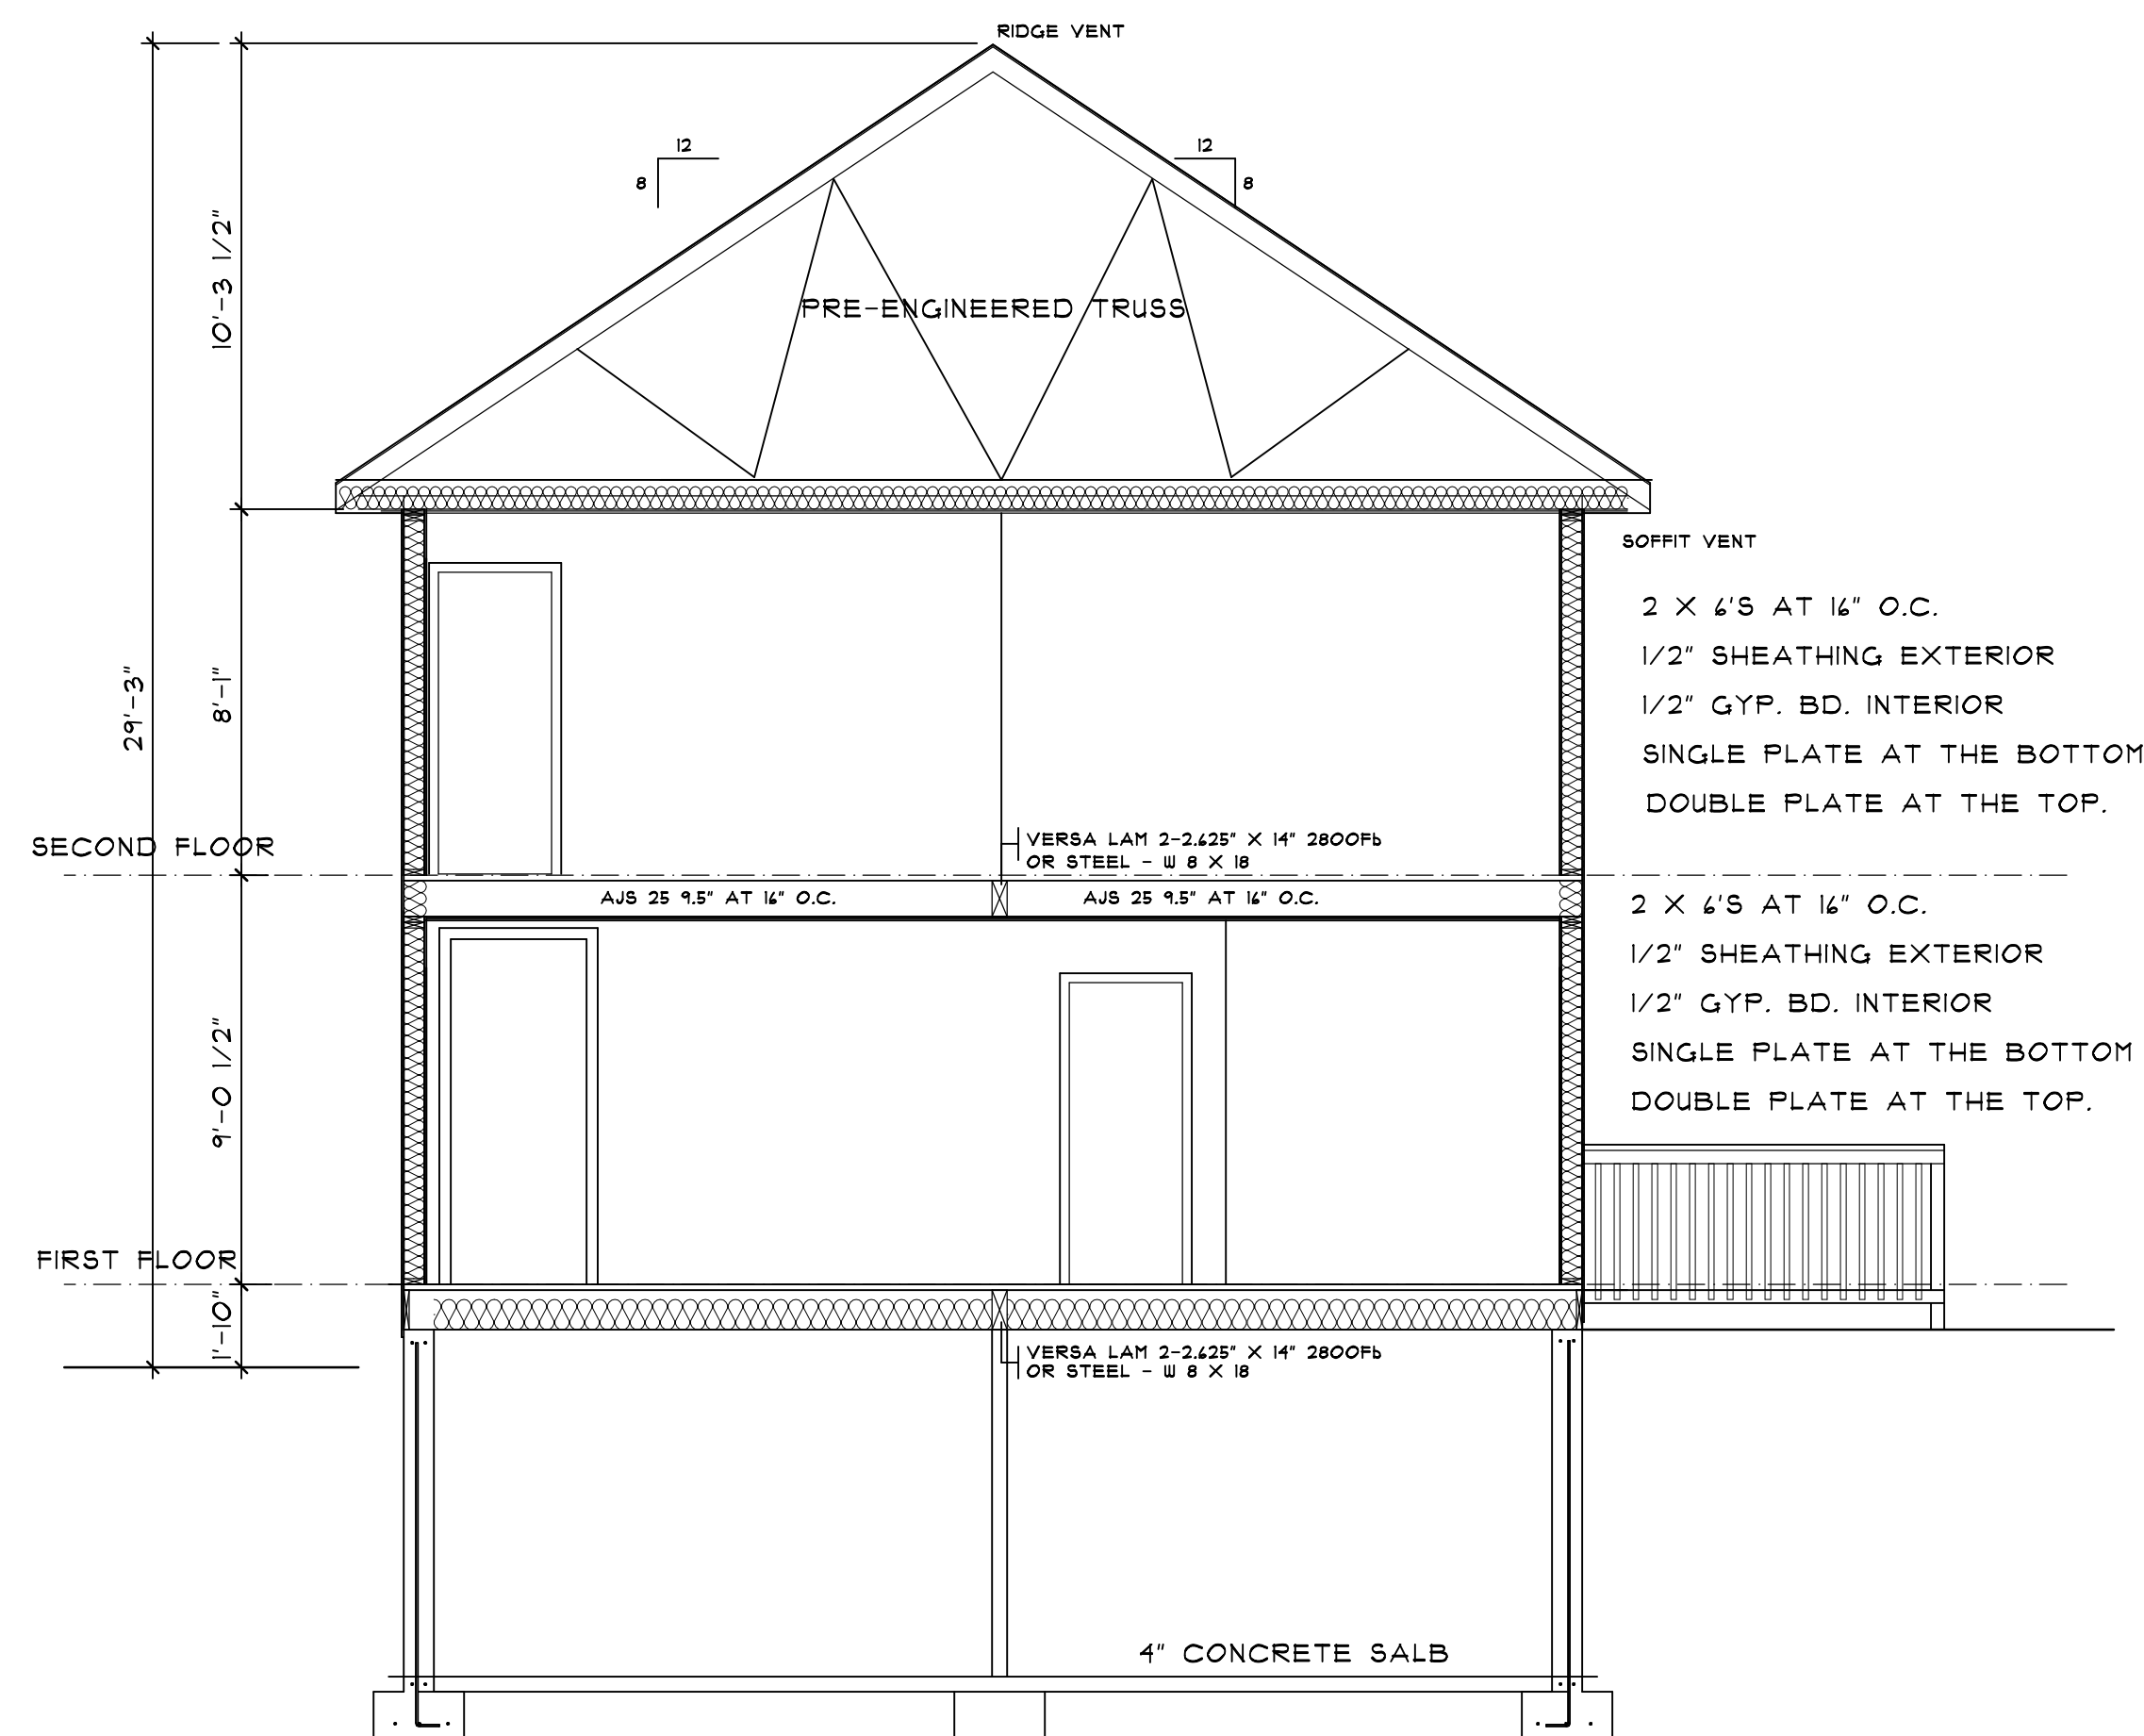 RIDGE VENT
12
12
8
8
10'-3 1/2"
PRE-ENGINEERED TRUSS
SOFFIT VENT
2 X 6'S AT 16" O.C.
1/2" SHEATHING EXTERIOR
1/2" GYP. BD. INTERIOR
SINGLE PLATE AT THE BOTTOM
DOUBLE PLATE AT THE TOP.
29'-3"
8'-1"
SECOND FLOOR
VERSA LAM 2-2.625" X 14" 2800Fb
OR STEEL - W 8 X 18
AJS 25 9.5" AT 16" O.C.
AJS 25 9.5" AT 16" O.C.
2 X 6'S AT 16" O.C.
1/2" SHEATHING EXTERIOR
1/2" GYP. BD. INTERIOR
SINGLE PLATE AT THE BOTTOM
DOUBLE PLATE AT THE TOP.
9'-0 1/2"
FIRST FLOOR
1'-10"
VERSA LAM 2-2.625" X 14" 2800Fb
OR STEEL - W 8 X 18
4" CONCRETE SALB